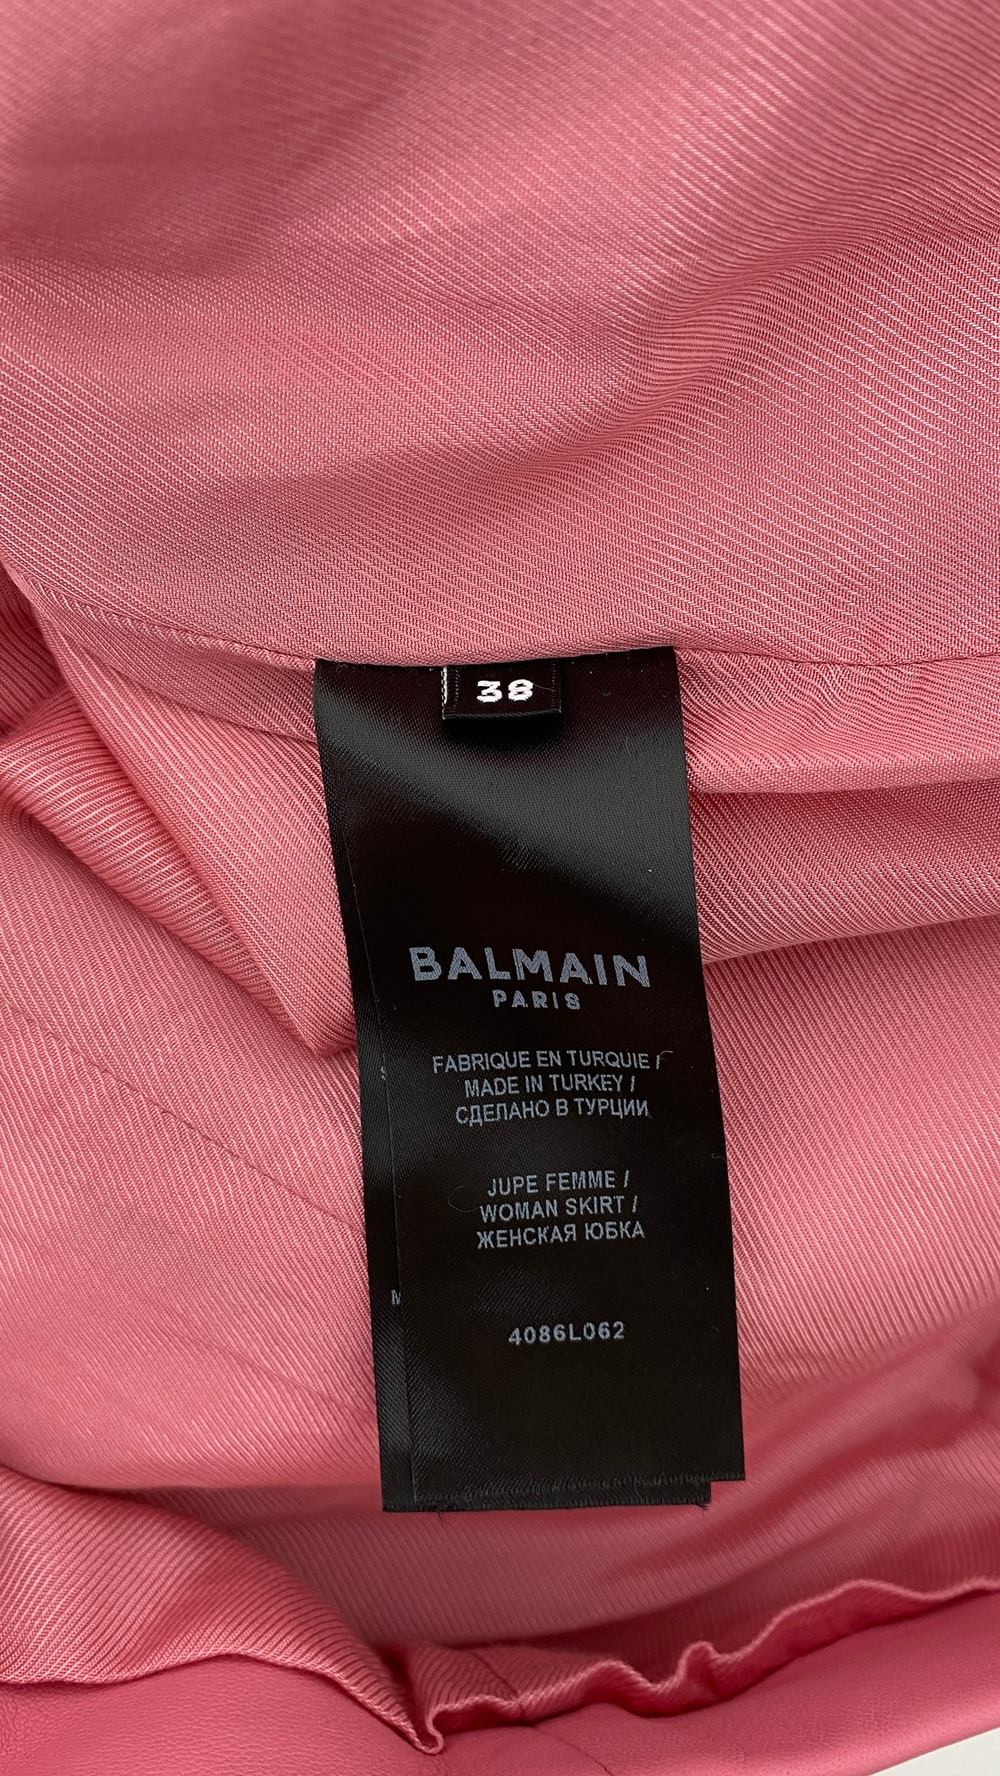 38
BALMAIN
PARIS
FABRIQUE EN TURQUIE /
MADE IN TURKEY /
СДЕЛАНО В ТУРЦИИ
JUPE FEMME /
WOMAN SKIRT /
ЖЕНСКАЯ ЮБКА
4086L062